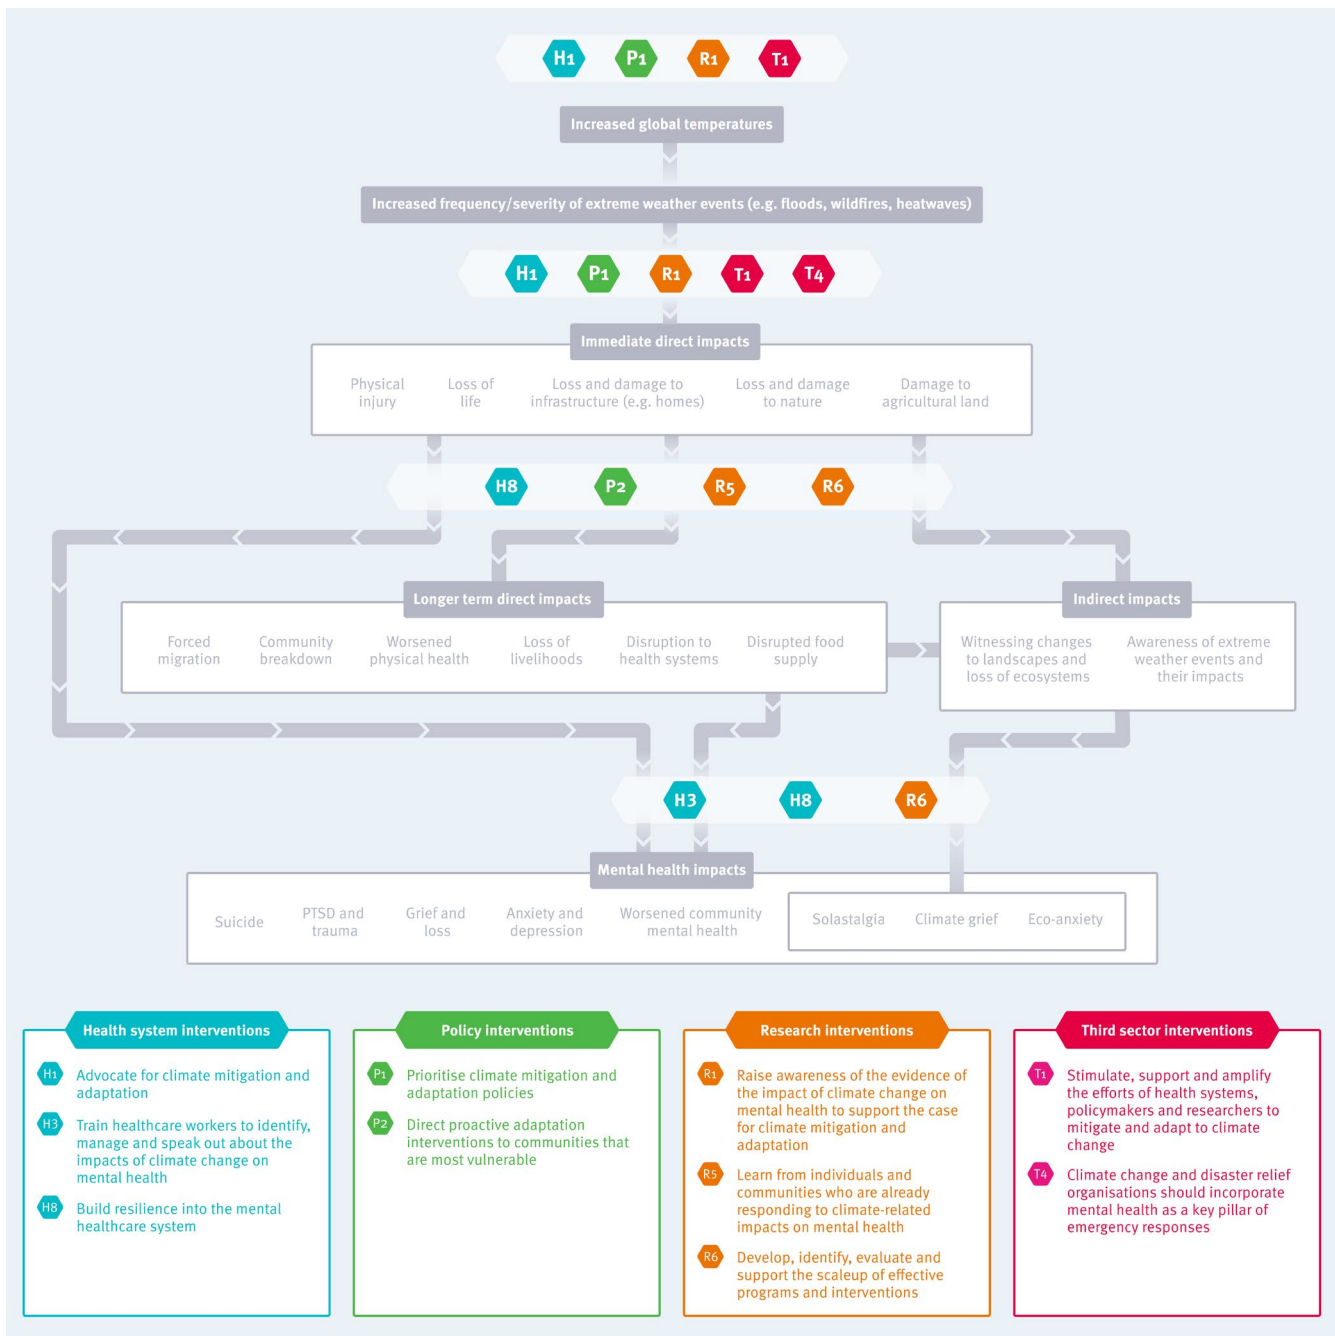 H1 P1 R1 T1
Increased global temperatures
Increased frequency/severity of extreme weather events (e.g. floods, wildfires, heatwaves)
H1 P1 R1 T1 T4
Immediate direct impacts
Physical
injury
Loss of
life
Loss and damage to
infrastructure (e.g. homes)
Loss and damage
to nature
Damage to
agricultural land
H8 P2 R5 R6
Longer term direct impacts
Forced
migration
Community
breakdown
Worsened
physical health
Loss of
livelihoods
Disruption to
health systems
Disrupted food
supply
Indirect impacts
Witnessing changes
to landscapes and
loss of ecosystems
Awareness of extreme
weather events and
their impacts
H3 H8 R6
Mental health impacts
Suicide
PTSD and
trauma
Grief and
loss
Anxiety and
depression
Worsened community
mental health
Solastalgia
Climate grief
Eco-anxiety
Health system interventions
H1 Advocate for climate mitigation and
adaptation
H3 Train healthcare workers to identify,
manage and speak out about the
impacts of climate change on
mental health
H8 Build resilience into the mental
healthcare system
Policy interventions
P1 Prioritise climate mitigation and
adaptation policies
P2 Direct proactive adaptation
interventions to communities that
are most vulnerable
Research interventions
R1 Raise awareness of the evidence of
the impact of climate change on
mental health to support the case
for climate mitigation and
adaptation
R5 Learn from individuals and
communities who are already
responding to climate-related
impacts on mental health
R6 Develop, identify, evaluate and
support the scaleup of effective
programs and interventions
Third sector interventions
T1 Stimulate, support and amplify
the efforts of health systems,
policymakers and researchers to
mitigate and adapt to climate
change
T4 Climate change and disaster relief
organisations should incorporate
mental health as a key pillar of
emergency responses